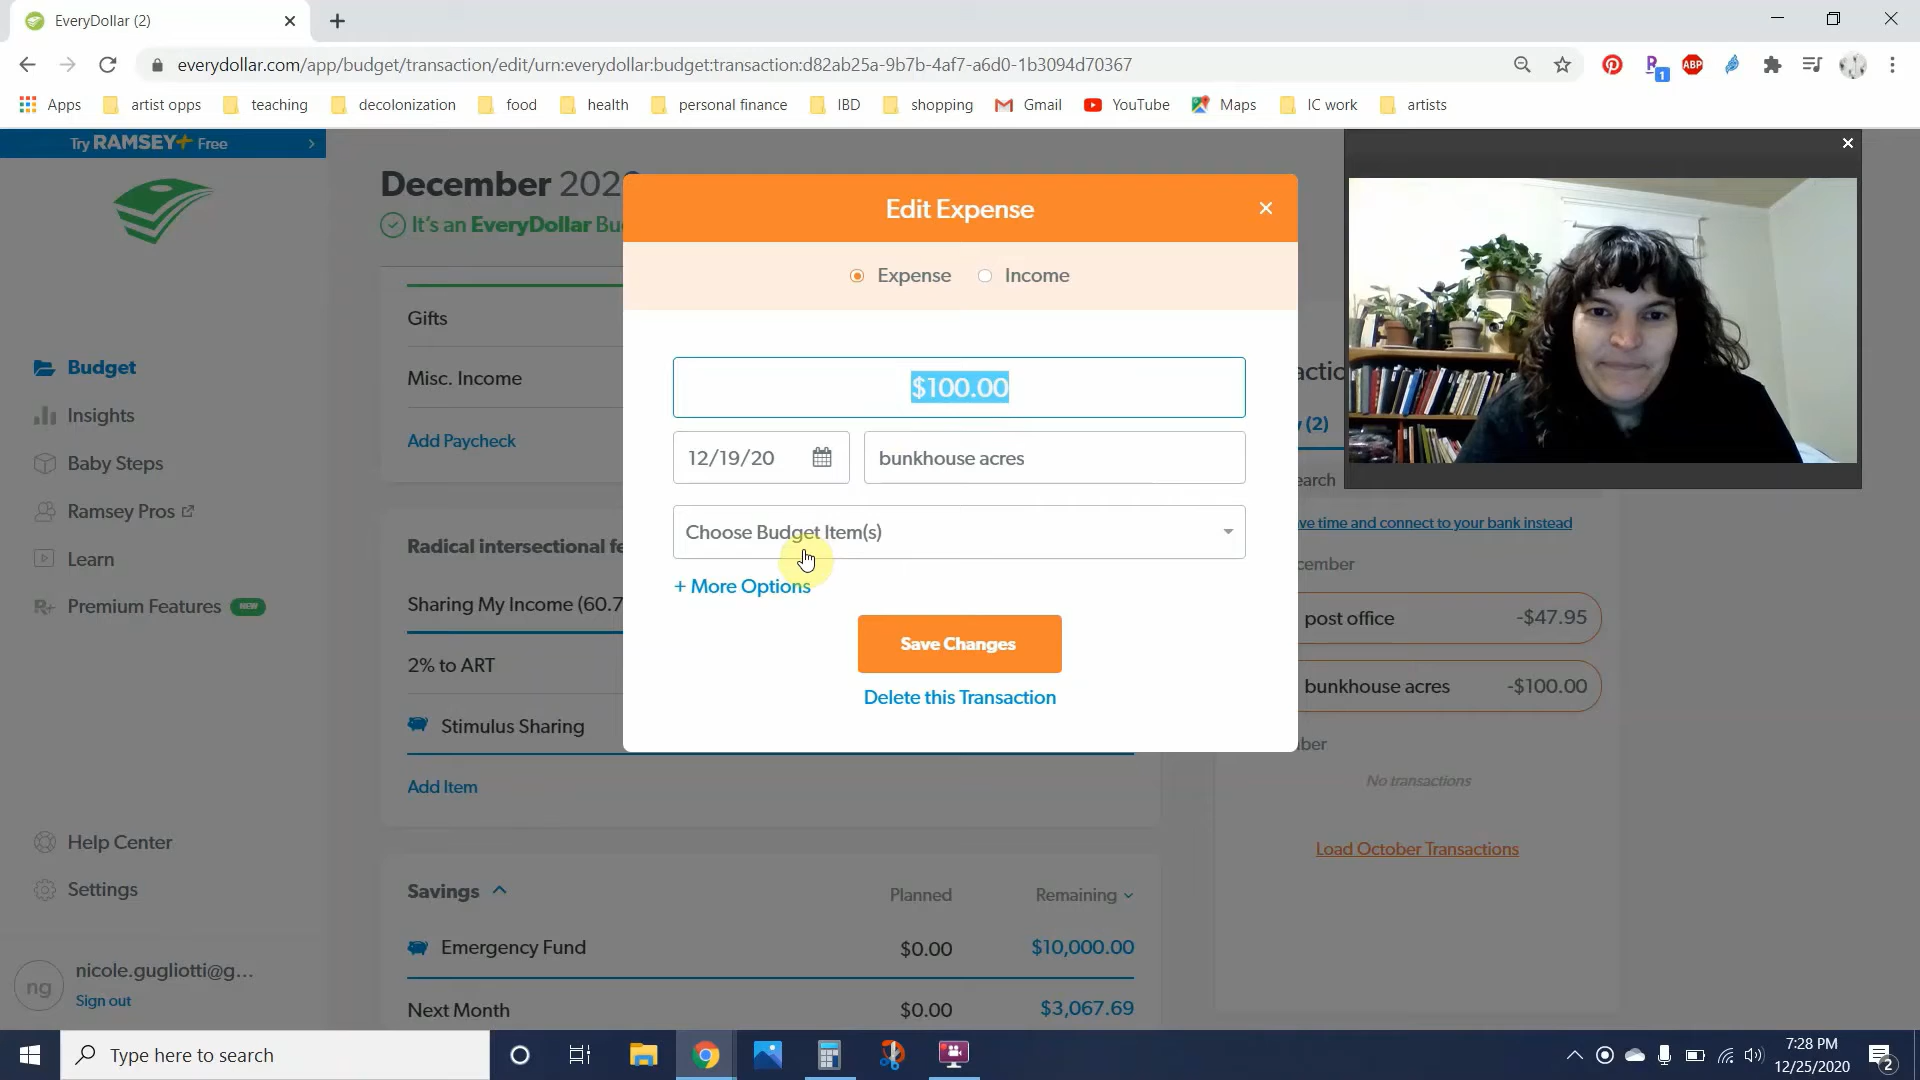 EveryDollar (2)
everydollar.com/app/budget/transaction/edit/urn:everydollar:budget:transaction:d82ab25a-9b7b-4af7-a6d0-1b3094d70367
1
ABP
Apps artist opps teaching decolonization food health personal finance IBD shopping Gmail YouTube Maps IC work artists
Try RAMSEY+ Free
December 202
It's an EveryDollar Bu
Edit Expense
Expense Income
Gifts
Misc. Income
Add Paycheck
$100.00
12/19/20 bunkhouse acres
Choose Budget Item(s)
+ More Options
Save Changes
Delete this Transaction
Budget
Insights
Baby Steps
Ramsey Pros
Learn
R+ Premium Features NEW
Help Center
Settings
ng
nicole.gugliotti@g...
Sign out
Radical intersectional fe
Sharing My Income (60.7
2% to ART
Stimulus Sharing
Add Item
Savings Planned Remaining
Emergency Fund $0.00 $10,000.00
Next Month $0.00 $3,067.69
actio
(2)
earch
ve time and connect to your bank instead
cember
post office -$47.95
bunkhouse acres -$100.00
ber
No transactions
Load October Transactions
Type here to search
7:28 PM
12/25/2020
2